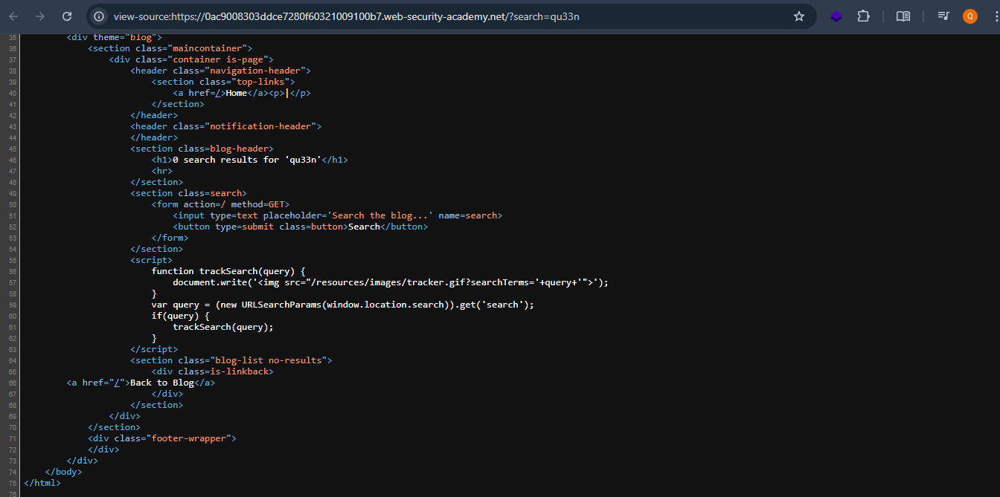 view-source:https://0ac9008303ddce7280f60321009100b7.web-security-academy.net/?search=qu33n
Q
35 <div theme="blog">
36 <section class="maincontainer">
37 <div class="container is-page">
38 <header class="navigation-header">
39 <section class="top-links">
40 <a href=/>Home</a><p>|</p>
41 </section>
42 </header>
43 <header class="notification-header">
44 </header>
45 <section class=blog-header>
46 <h1>0 search results for 'qu33n'</h1>
47 <hr>
48 </section>
49 <section class=search>
50 <form action=/ method=GET>
51 <input type=text placeholder='Search the blog...' name=search>
52 <button type=submit class=button>Search</button>
53 </form>
54 </section>
55 <script>
56 function trackSearch(query) {
57 document.write('<img src="/resources/images/tracker.gif?searchTerms='+query+'">');
58 }
59 var query = (new URLSearchParams(window.location.search)).get('search');
60 if(query) {
61 trackSearch(query);
62 }
63 </script>
64 <section class="blog-list no-results">
65 <div class=is-linkback>
66 <a href="/">Back to Blog</a>
67 </div>
68 </section>
69 </div>
70 </section>
71 <div class="footer-wrapper">
72 </div>
73 </div>
74 </body>
75 </html>
76